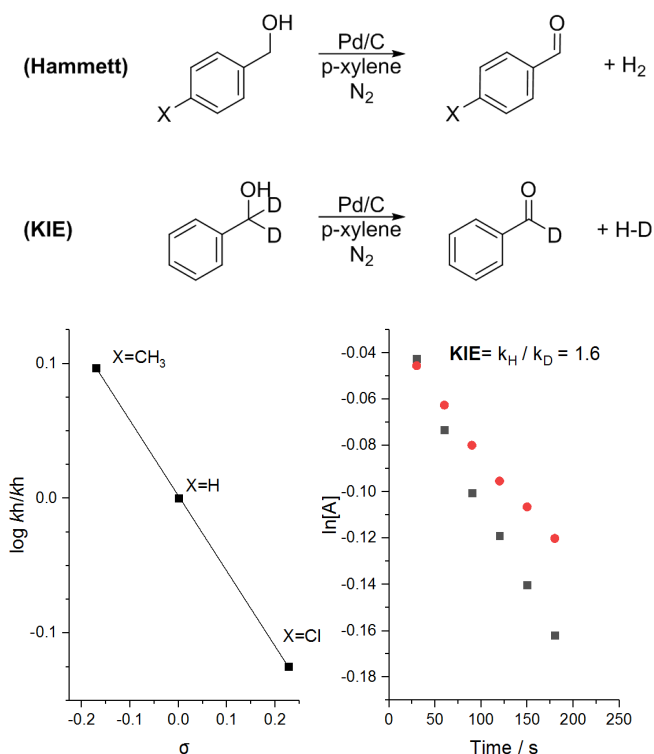 (Hammett)
OH
X
Pd/C
p-xylene
N₂
O
X
+ H₂
(KIE)
OH
D
D
Pd/C
p-xylene
N₂
O
D
+ H-D
0.1
0.0
-0.1
log kh/kh
X=CH₃
X=H
X=Cl
-0.2 -0.1 0.0 0.1 0.2
σ
KIE= kH / kD = 1.6
-0.04
-0.06
-0.08
-0.10
-0.12
-0.14
-0.16
-0.18
ln[A]
0 50 100 150 200 250
Time / s